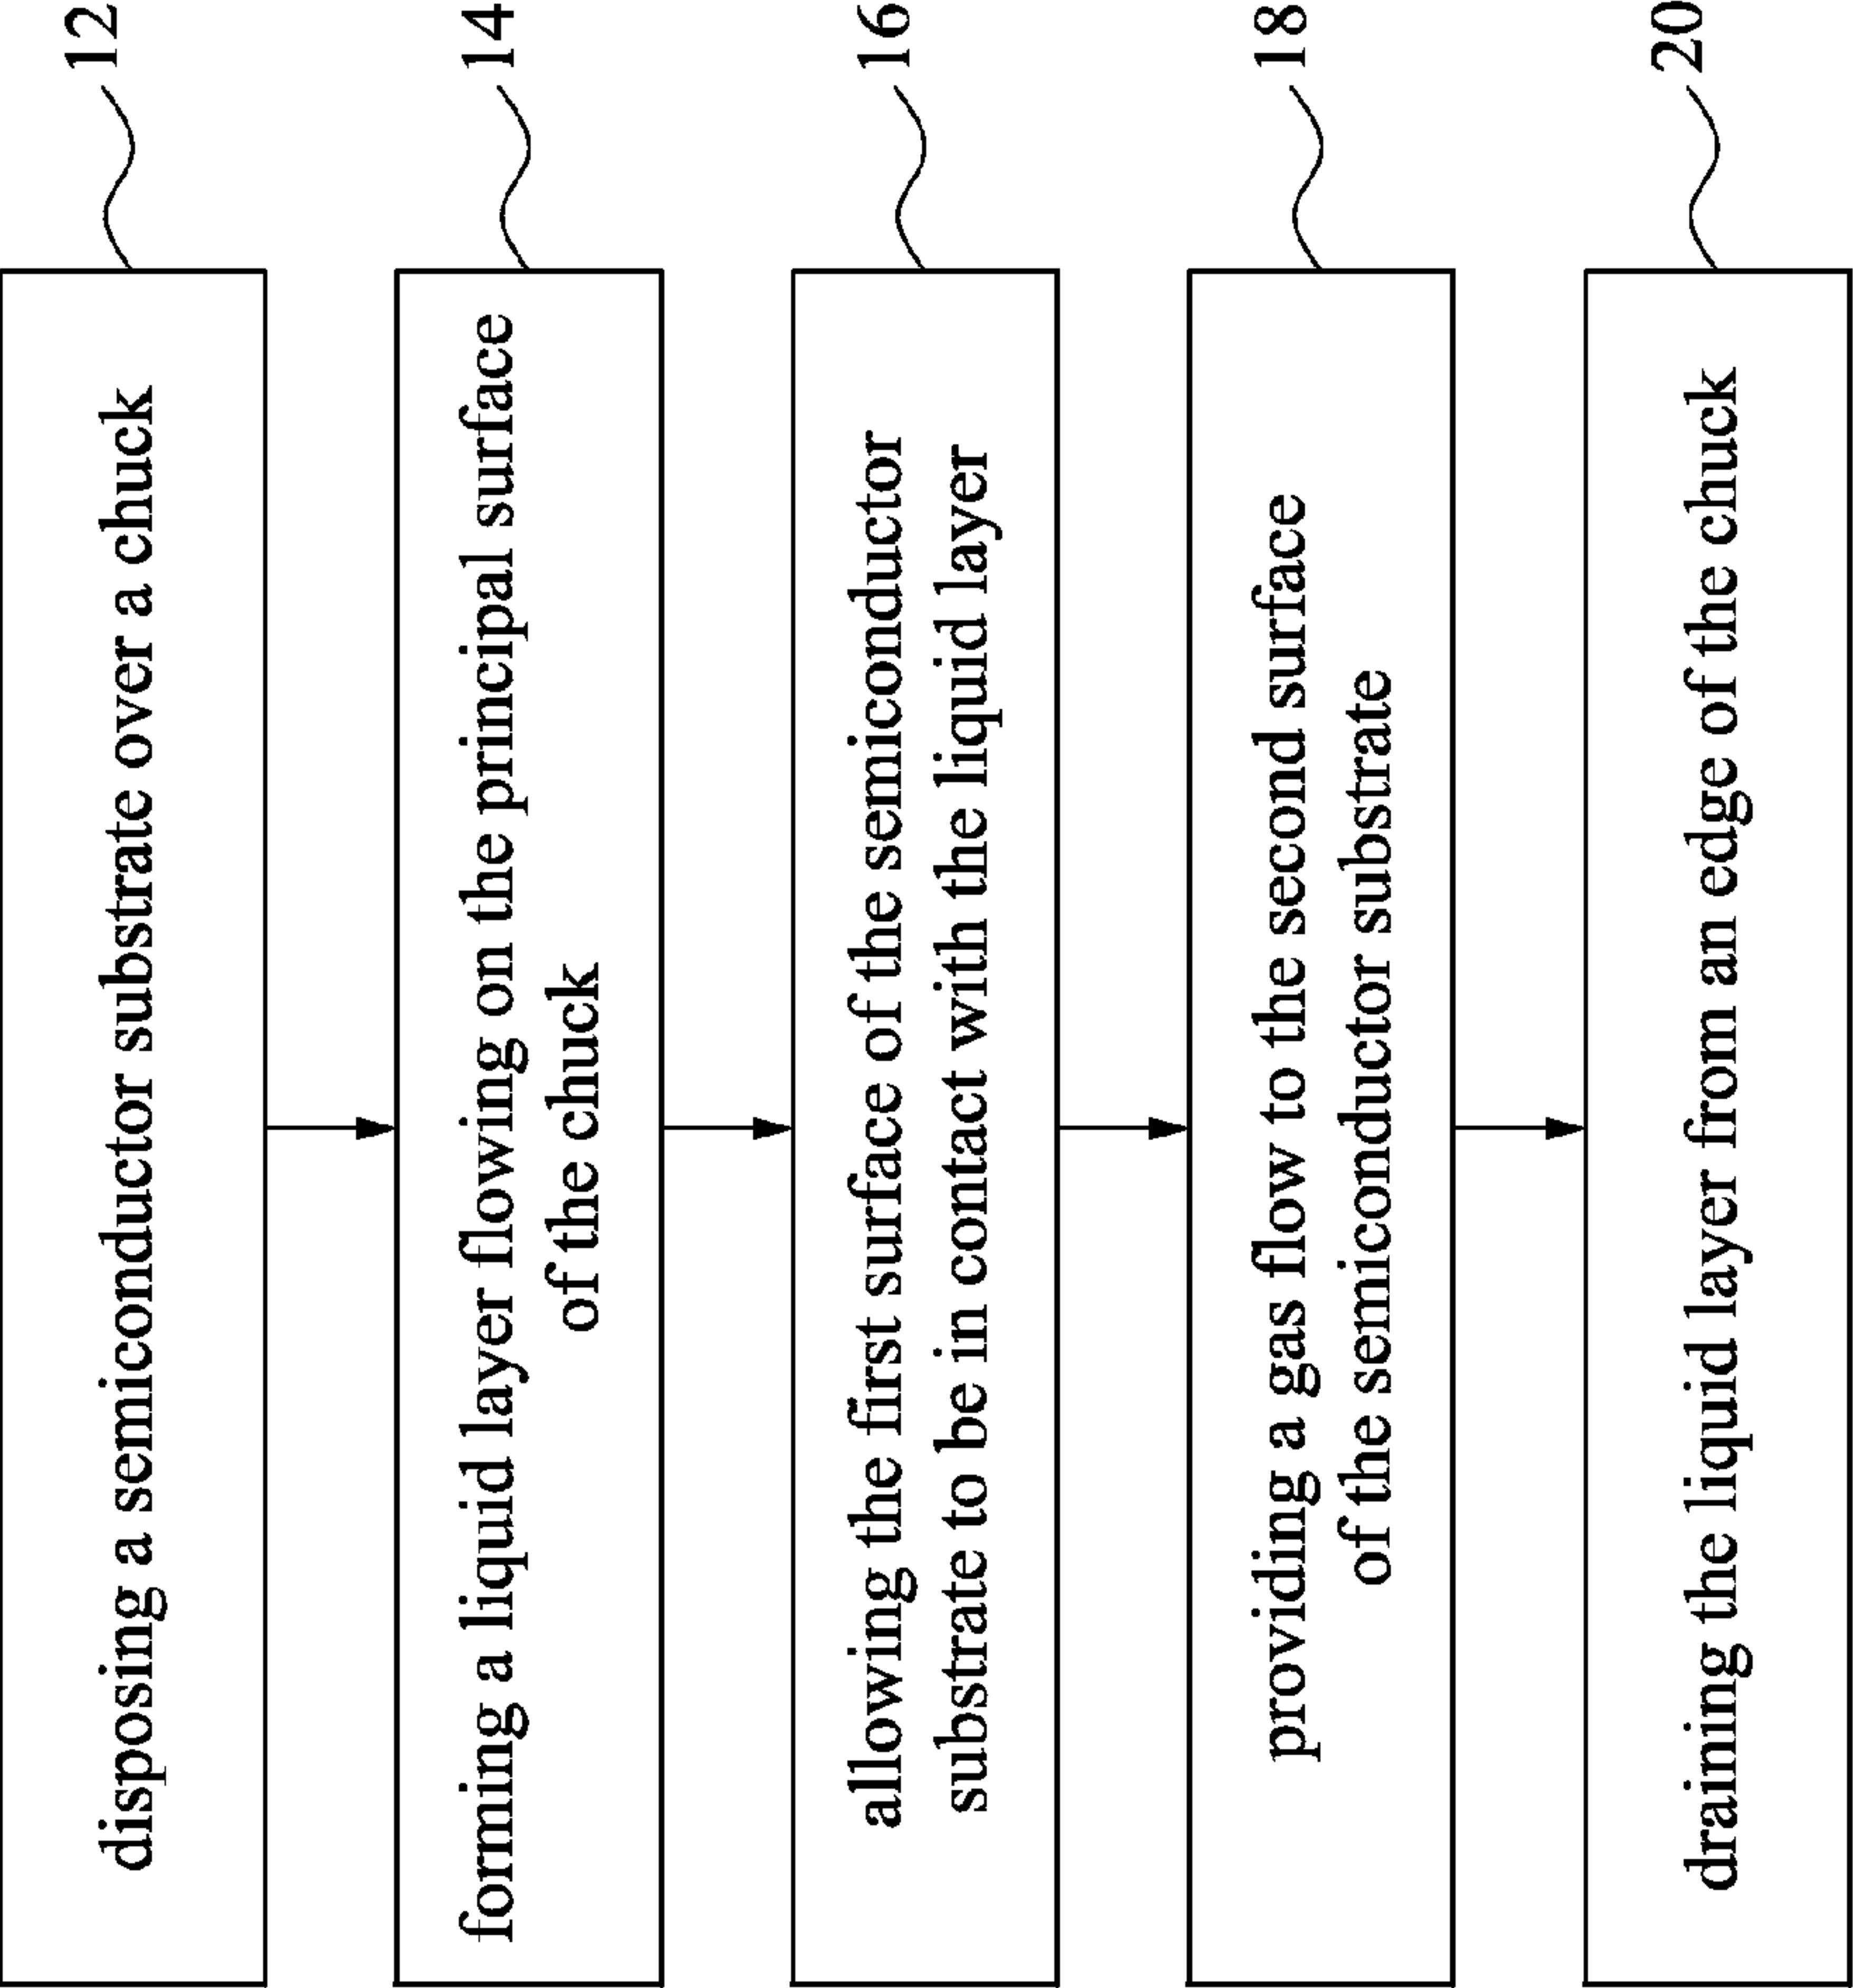 disposing a semiconductor substrate over a chuck
12
forming a liquid layer flowing on the principal surface
of the chuck
14
allowing the first surface of the semiconductor
substrate to be in contact with the liquid layer
16
providing a gas flow to the second surface
of the semiconductor substrate
18
draining the liquid layer from an edge of the chuck
20